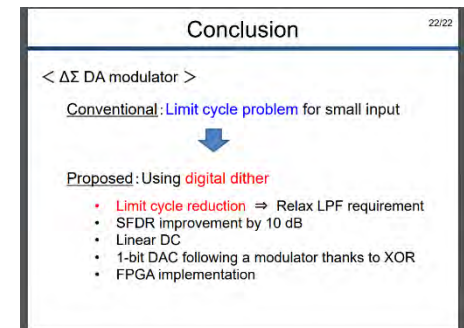 Conclusion
22/22
＜ ΔΣ DA modulator ＞
Conventional：Limit cycle problem for small input
Proposed：Using digital dither
• Limit cycle reduction ⇒ Relax LPF requirement
• SFDR improvement by 10 dB
• Linear DC
• 1-bit DAC following a modulator thanks to XOR
• FPGA implementation